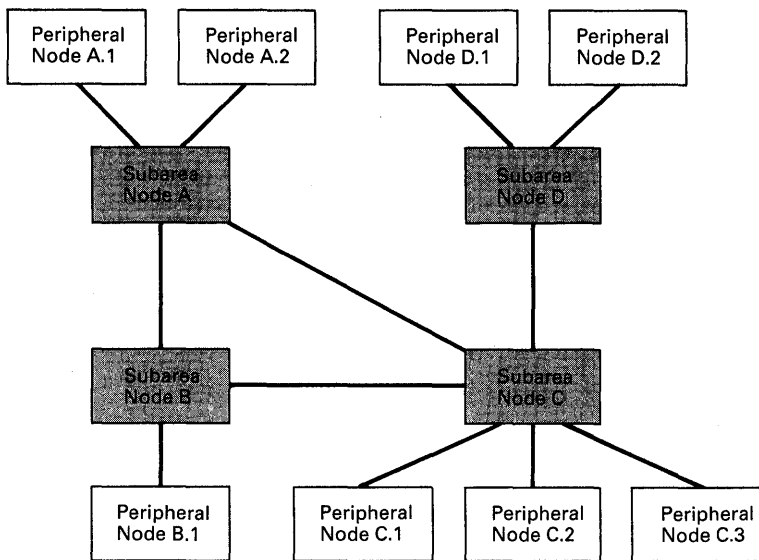 Peripheral
Node A.1
Peripheral
Node A.2
Peripheral
Node D.1
Peripheral
Node D.2
Subarea
Node A
Subarea
Node D
Subarea
Node B
Subarea
Node C
Peripheral
Node B.1
Peripheral
Node C.1
Peripheral
Node C.2
Peripheral
Node C.3